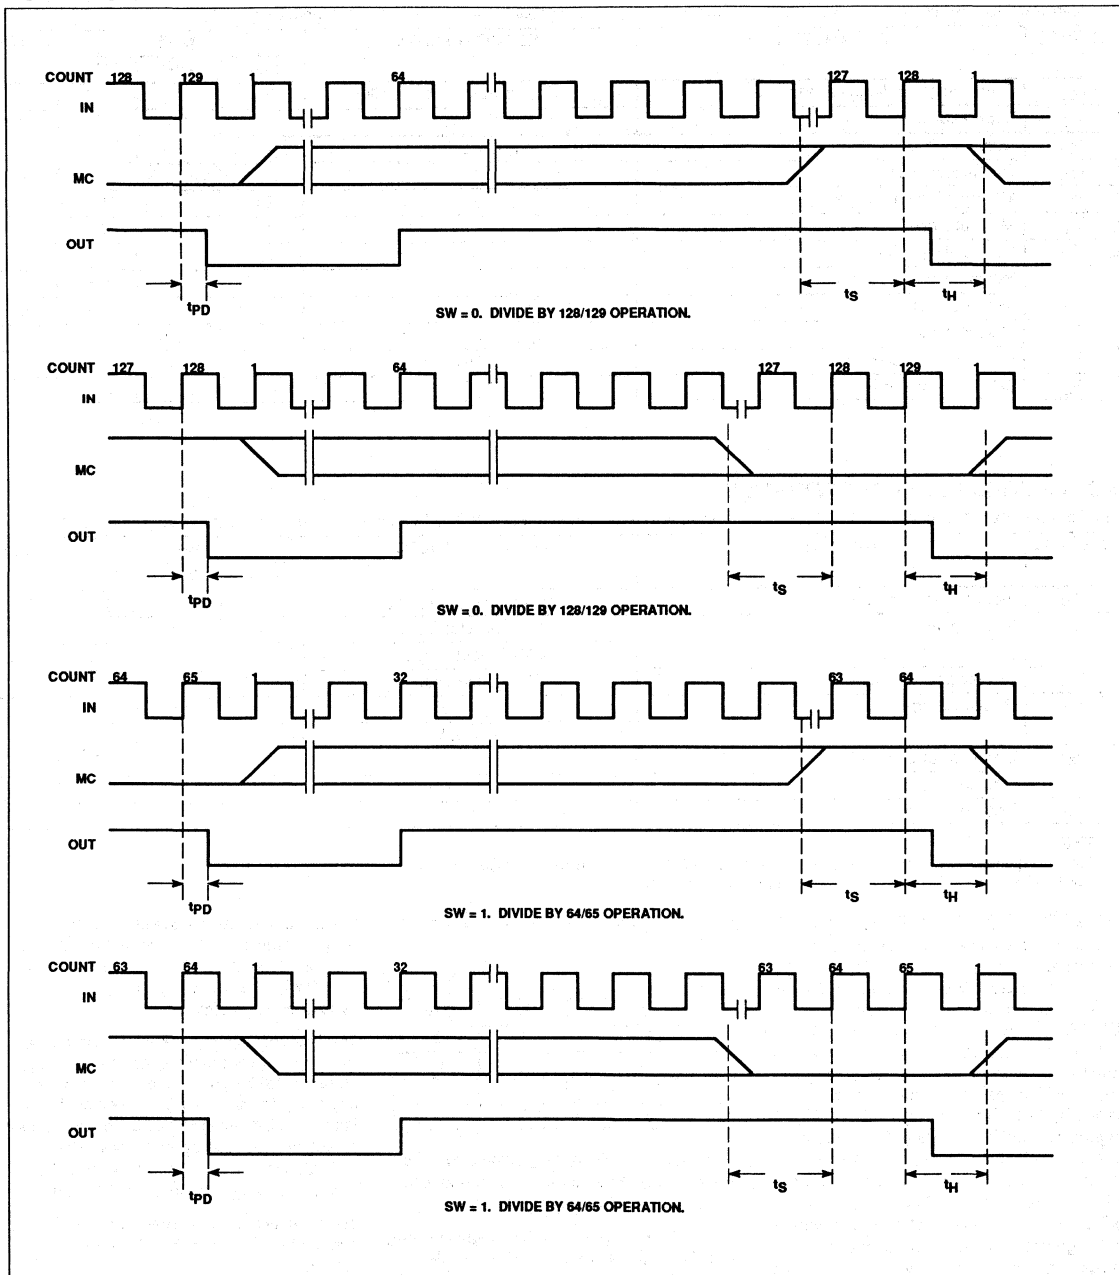 COUNT 128 129 1 64 127 128 1
IN
MC
OUT
tPD tS tH
SW = 0. DIVIDE BY 128/129 OPERATION.
COUNT 127 128 1 64 127 128 129 1
IN
MC
OUT
tPD tS tH
SW = 0. DIVIDE BY 128/129 OPERATION.
COUNT 64 65 1 32 63 64 1
IN
MC
OUT
tPD tS tH
SW = 1. DIVIDE BY 64/65 OPERATION.
COUNT 63 64 1 32 63 64 65 1
IN
MC
OUT
tPD tS tH
SW = 1. DIVIDE BY 64/65 OPERATION.